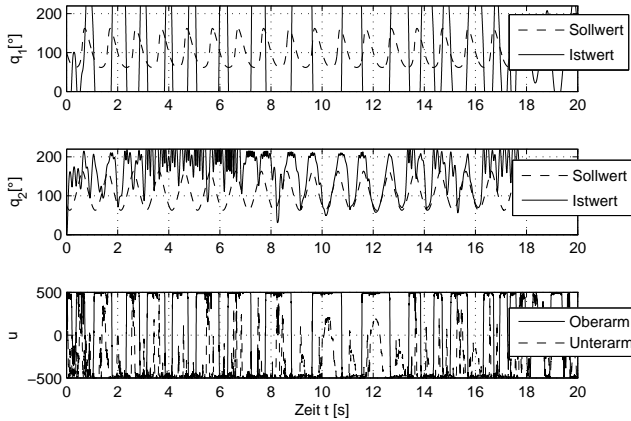 q1[°]
200
100
0
0 2 4 6 8 10 12 14 16 18 20
Sollwert
Istwert
q2[°]
200
100
0
0 2 4 6 8 10 12 14 16 18 20
Sollwert
Istwert
u
500
0
−500
0 2 4 6 8 10 12 14 16 18 20
Oberarm
Unterarm
Zeit t [s]